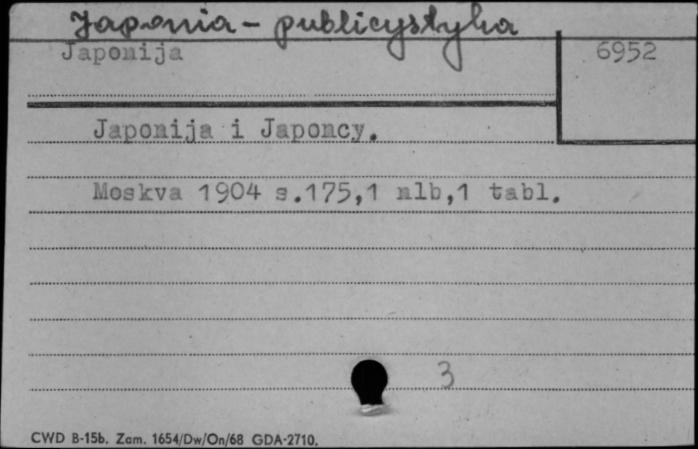 Japonia - publicystyka
Japonija
6952
Japonija i Japoncy.
Moskva 1904 s.175,1 nlb,1 tabl.
3
CWD B-15b. Zam. 1654/Dw/On/68 GDA-2710.